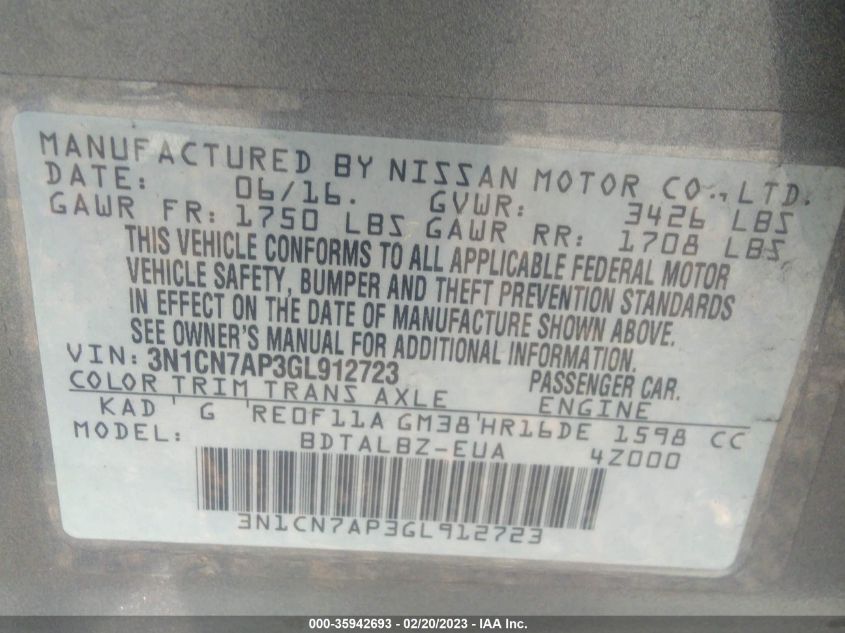 MANUFACTURED BY NISSAN MOTOR CO., LTD.
DATE: 06/16. GVWR: 3426 LBS
GAWR FR: 1750 LBS GAWR RR: 1708 LBS
THIS VEHICLE CONFORMS TO ALL APPLICABLE FEDERAL MOTOR
VEHICLE SAFETY, BUMPER AND THEFT PREVENTION STANDARDS
IN EFFECT ON THE DATE OF MANUFACTURE SHOWN ABOVE.
SEE OWNER'S MANUAL FOR ADDITIONAL INFORMATION.
VIN: 3N1CN7AP3GL912723 PASSENGER CAR.
COLOR TRIM TRANS AXLE ENGINE
KAD ' G 'RE0F11A GM38'HR16DE 1598 CC
MODEL: BDTALBZ-EUA 4Z000
3N1CN7AP3GL912723
000-35942693 - 02/20/2023 - IAA Inc.